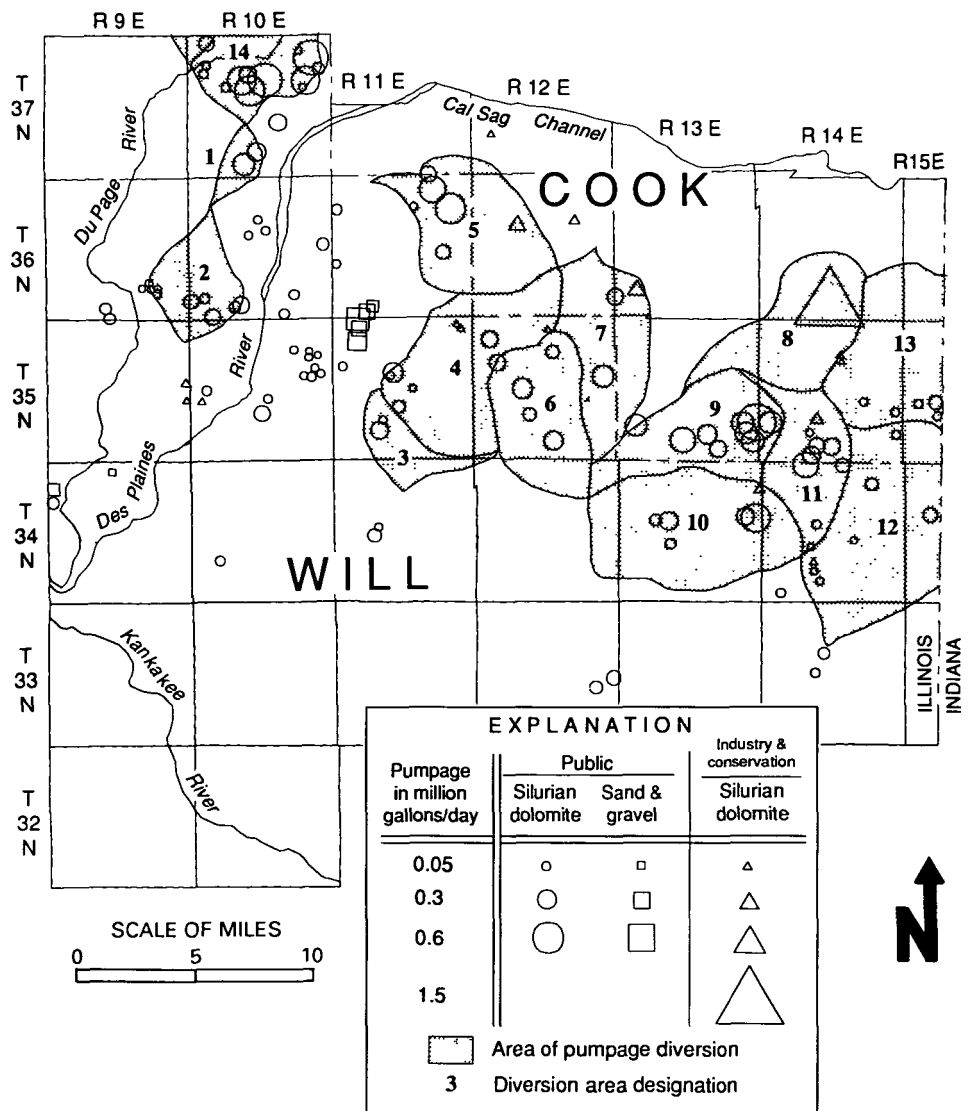 R 9 E
R 10 E
R 11 E
R 12 E
R 13 E
R 14 E
R15E
T
37
N
T
36
N
T
35
N
T
34
N
T
33
N
T
32
N
14
1
2
5
4
3
6
7
8
13
9
11
10
12
Du Page River
Des Plaines River
Cal Sag Channel
Kankakee River
COOK
WILL
ILLINOIS
INDIANA
EXPLANATION
Pumpage
in million
gallons/day
Public
Silurian
dolomite
Sand &
gravel
Industry &
conservation
Silurian
dolomite
0.05
0.3
0.6
1.5
Area of pumpage diversion
3 Diversion area designation
SCALE OF MILES
0 5 10
N